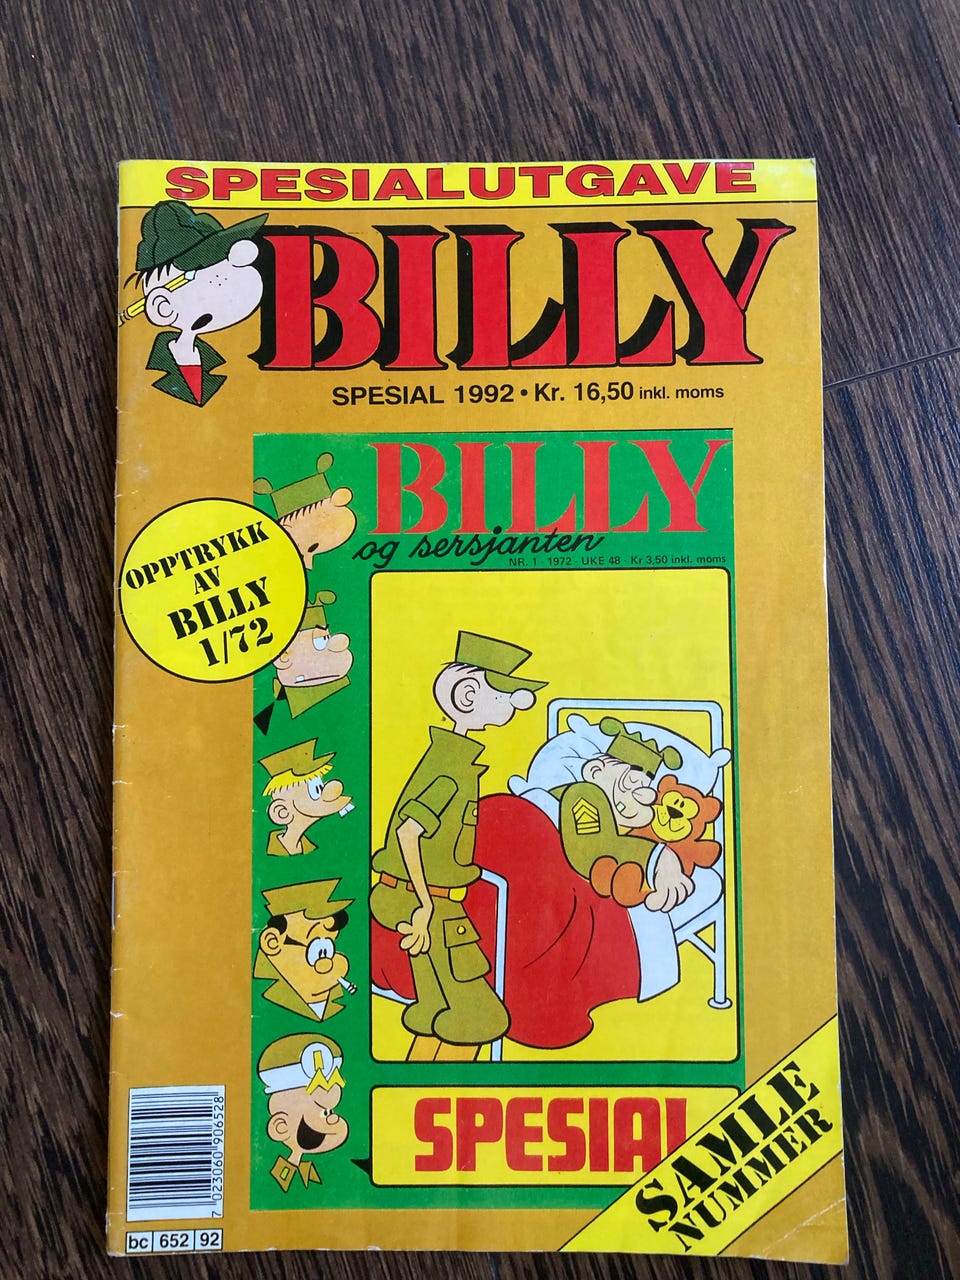 SPESIALUTGAVE
BILLY
SPESIAL 1992 • Kr. 16,50 inkl. moms
BILLY
og sersjanten
NR. 1 · 1972 · UKE 48 · Kr 3,50 inkl. moms
OPPTRYKK
AV
BILLY
1/72
SPESIAL
SAMLE
NUMMER
7 023060 906528
bc 652 92